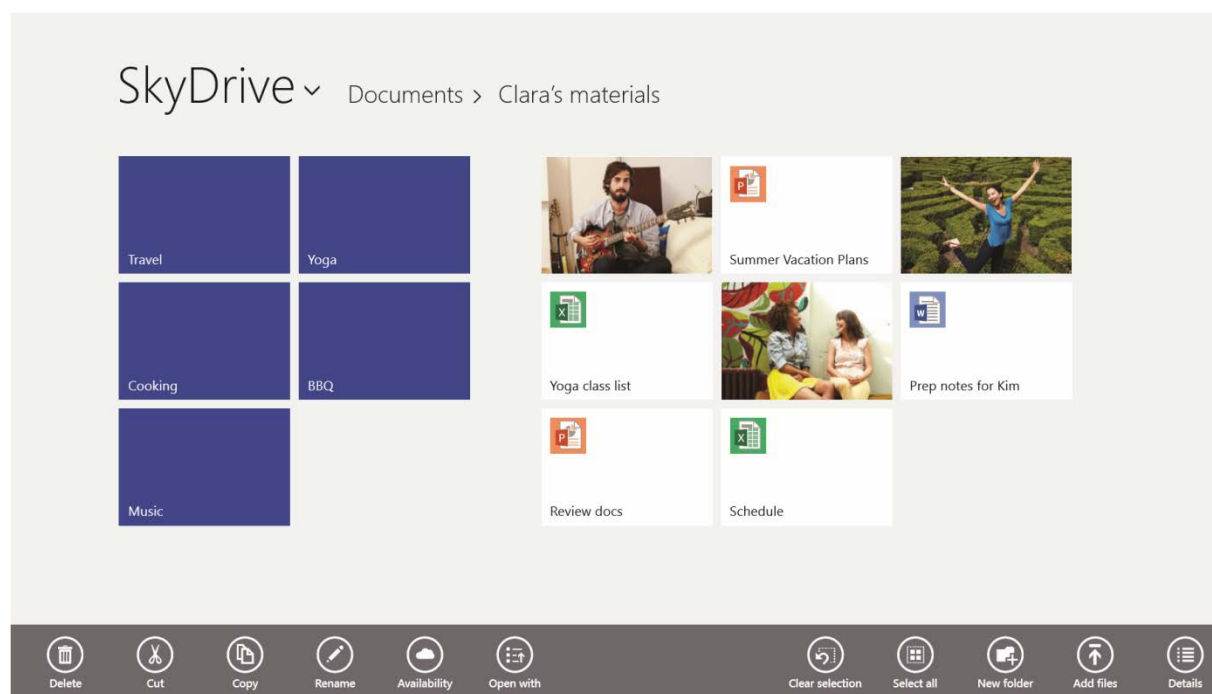 SkyDrive Documents > Clara's materials
Travel
Yoga
Summer Vacation Plans
Cooking
BBQ
Yoga class list
Prep notes for Kim
Music
Review docs
Schedule
Delete
Cut
Copy
Rename
Availability
Open with
Clear selection
Select all
New folder
Add files
Details